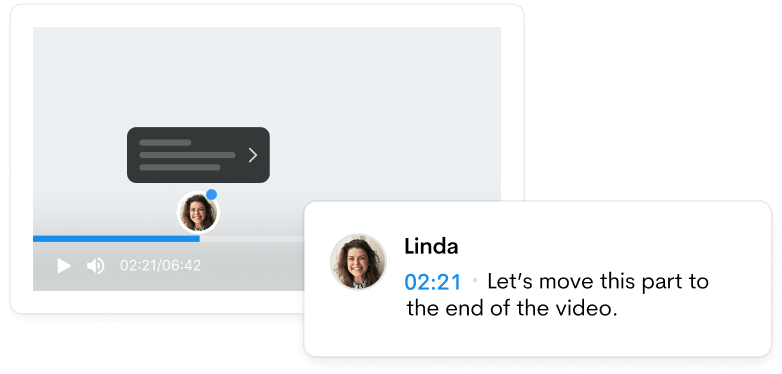 02:21/06:42
Linda
02:21 • Let’s move this part to
the end of the video.